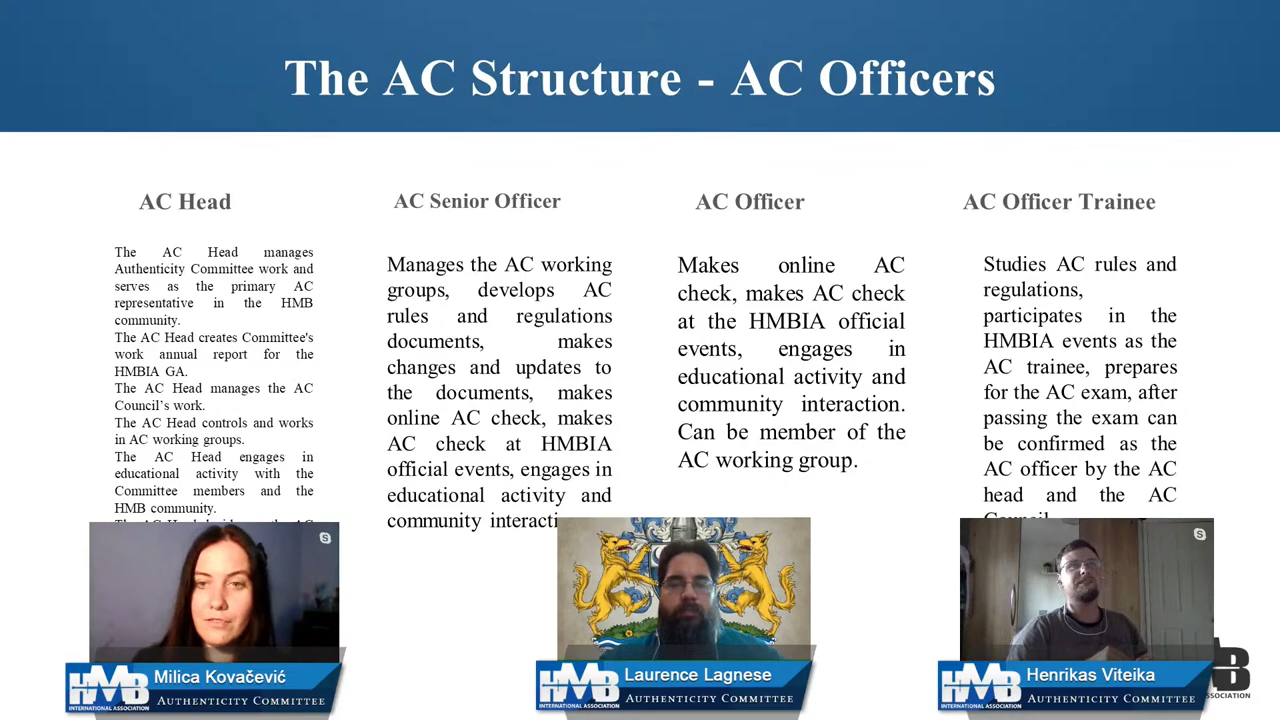 The AC Structure - AC Officers
AC Head
The AC Head manages
Authenticity Committee work and
serves as the primary AC
representative in the HMB
community.
The AC Head creates Committee's
work annual report for the
HMBIA GA.
The AC Head manages the AC
Council’s work.
The AC Head controls and works
in AC working groups.
The AC Head engages in
educational activity with the
Committee members and the
HMB community.
AC Senior Officer
Manages the AC working
groups, develops AC
rules and regulations
documents, makes
changes and updates to
the documents, makes
online AC check, makes
AC check at HMBIA
official events, engages in
educational activity and
community
AC Officer
Makes online AC
check, makes AC check
at the HMBIA official
events, engages in
educational activity and
community interaction.
Can be member of the
AC working group.
AC Officer Trainee
Studies AC rules and
regulations,
participates in the
HMBIA events as the
AC trainee, prepares
for the AC exam, after
passing the exam can
be confirmed as the
AC officer by the AC
head and the AC
HMB
INTERNATIONAL ASSOCIATION
Milica Kovačević
AUTHENTICITY COMMITTEE
HMB
INTERNATIONAL ASSOCIATION
Laurence Lagnese
AUTHENTICITY COMMITTEE
HMB
INTERNATIONAL ASSOCIATION
Henrikas Viteika
AUTHENTICITY COMMITTEE